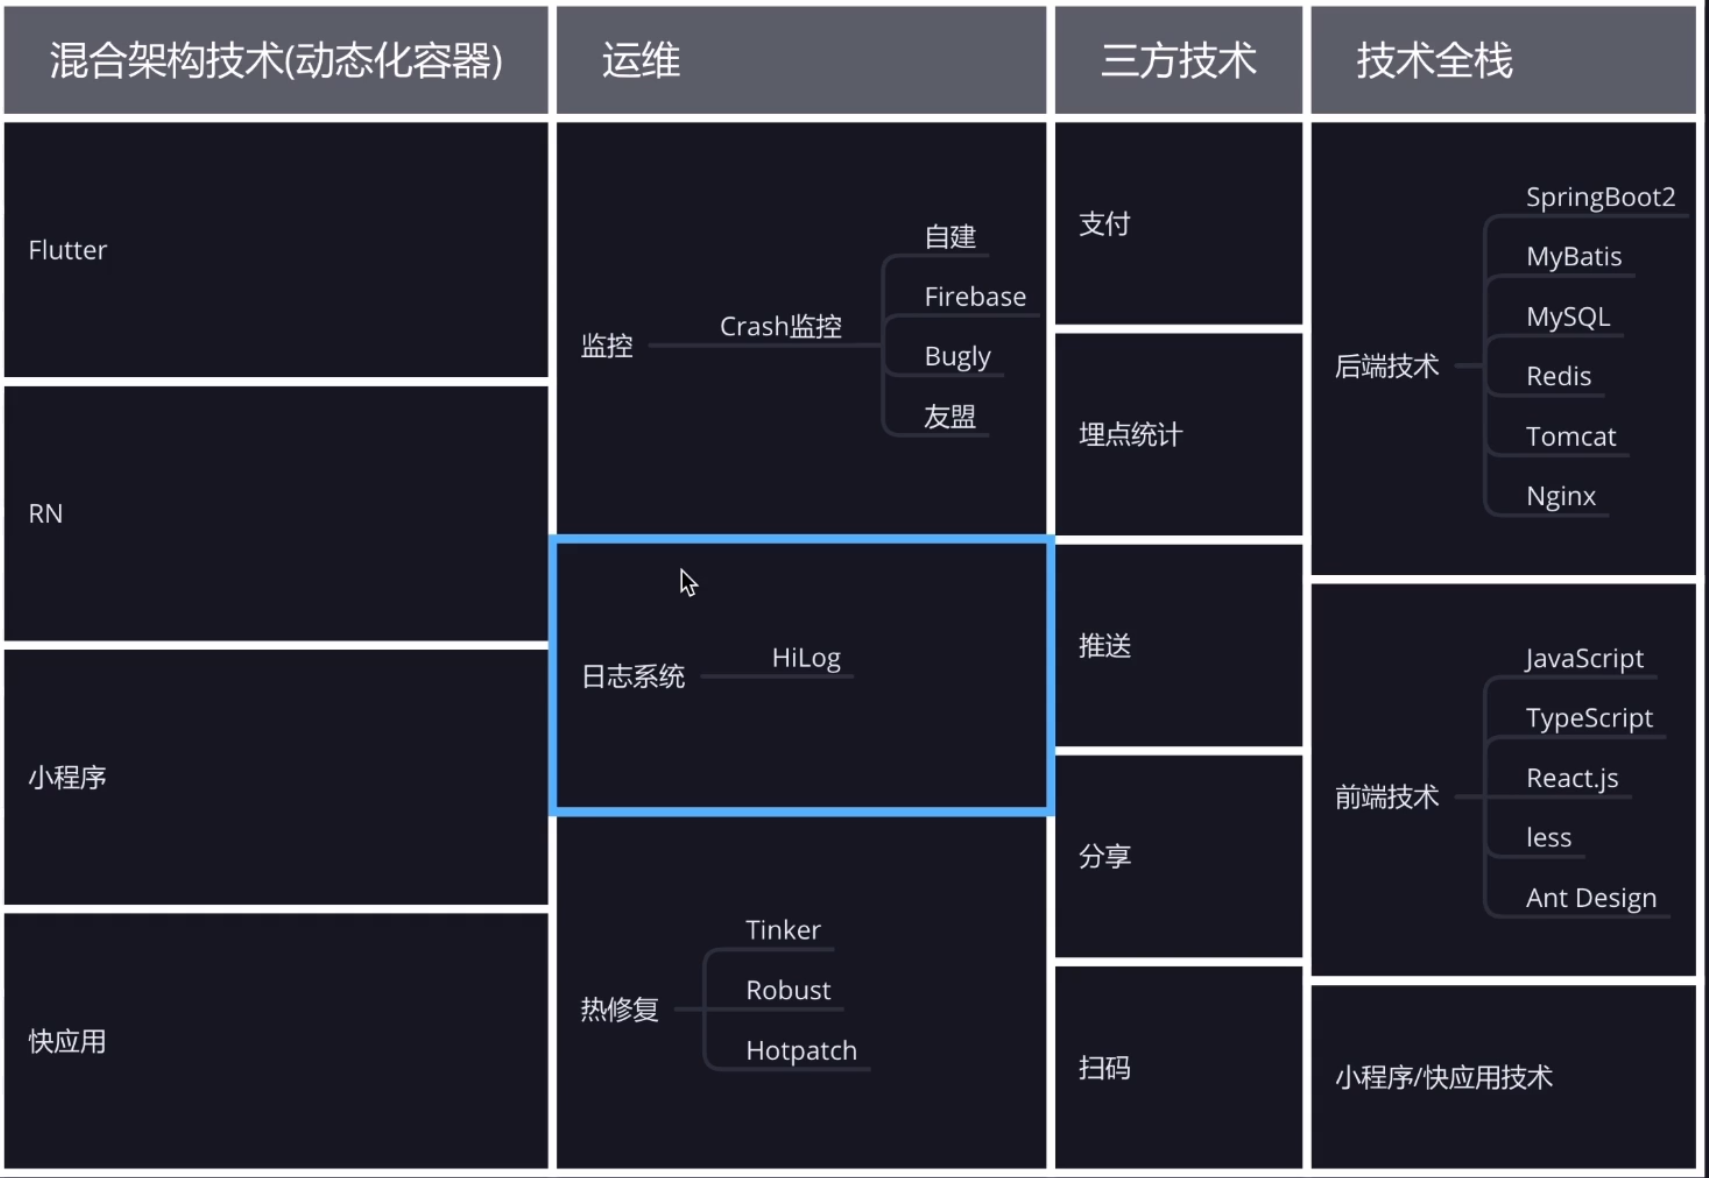 混合架构技术(动态化容器)
运维
三方技术
技术全栈
Flutter
RN
小程序
快应用
监控
Crash监控
自建
Firebase
Bugly
友盟
日志系统
HiLog
热修复
Tinker
Robust
Hotpatch
支付
埋点统计
推送
分享
扫码
后端技术
SpringBoot2
MyBatis
MySQL
Redis
Tomcat
Nginx
前端技术
JavaScript
TypeScript
React.js
less
Ant Design
小程序/快应用技术